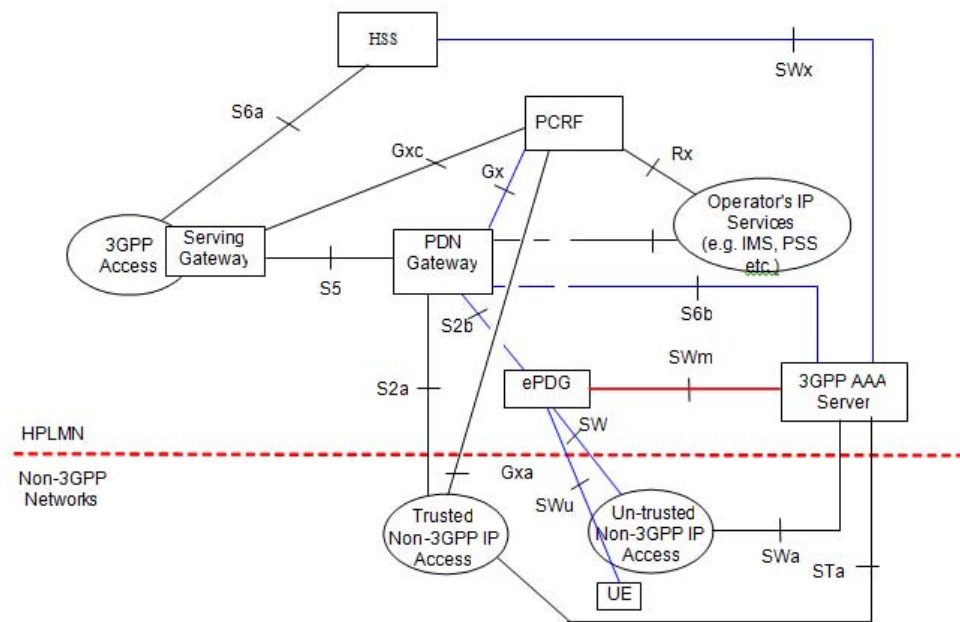 HSS
SWx
S6a
PCRF
Gxc
Gx
Rx
Operator's IP
Services
(e.g. IMS, PSS
etc.)
3GPP
Access
Serving
Gateway
PDN
Gateway
S5
S6b
S2b
SWm
ePDG
3GPP AAA
Server
S2a
SW
HPLMN
Non-3GPP
Networks
Gxa
SWu
Trusted
Non-3GPP IP
Access
Un-trusted
Non-3GPP IP
Access
SWa
STa
UE